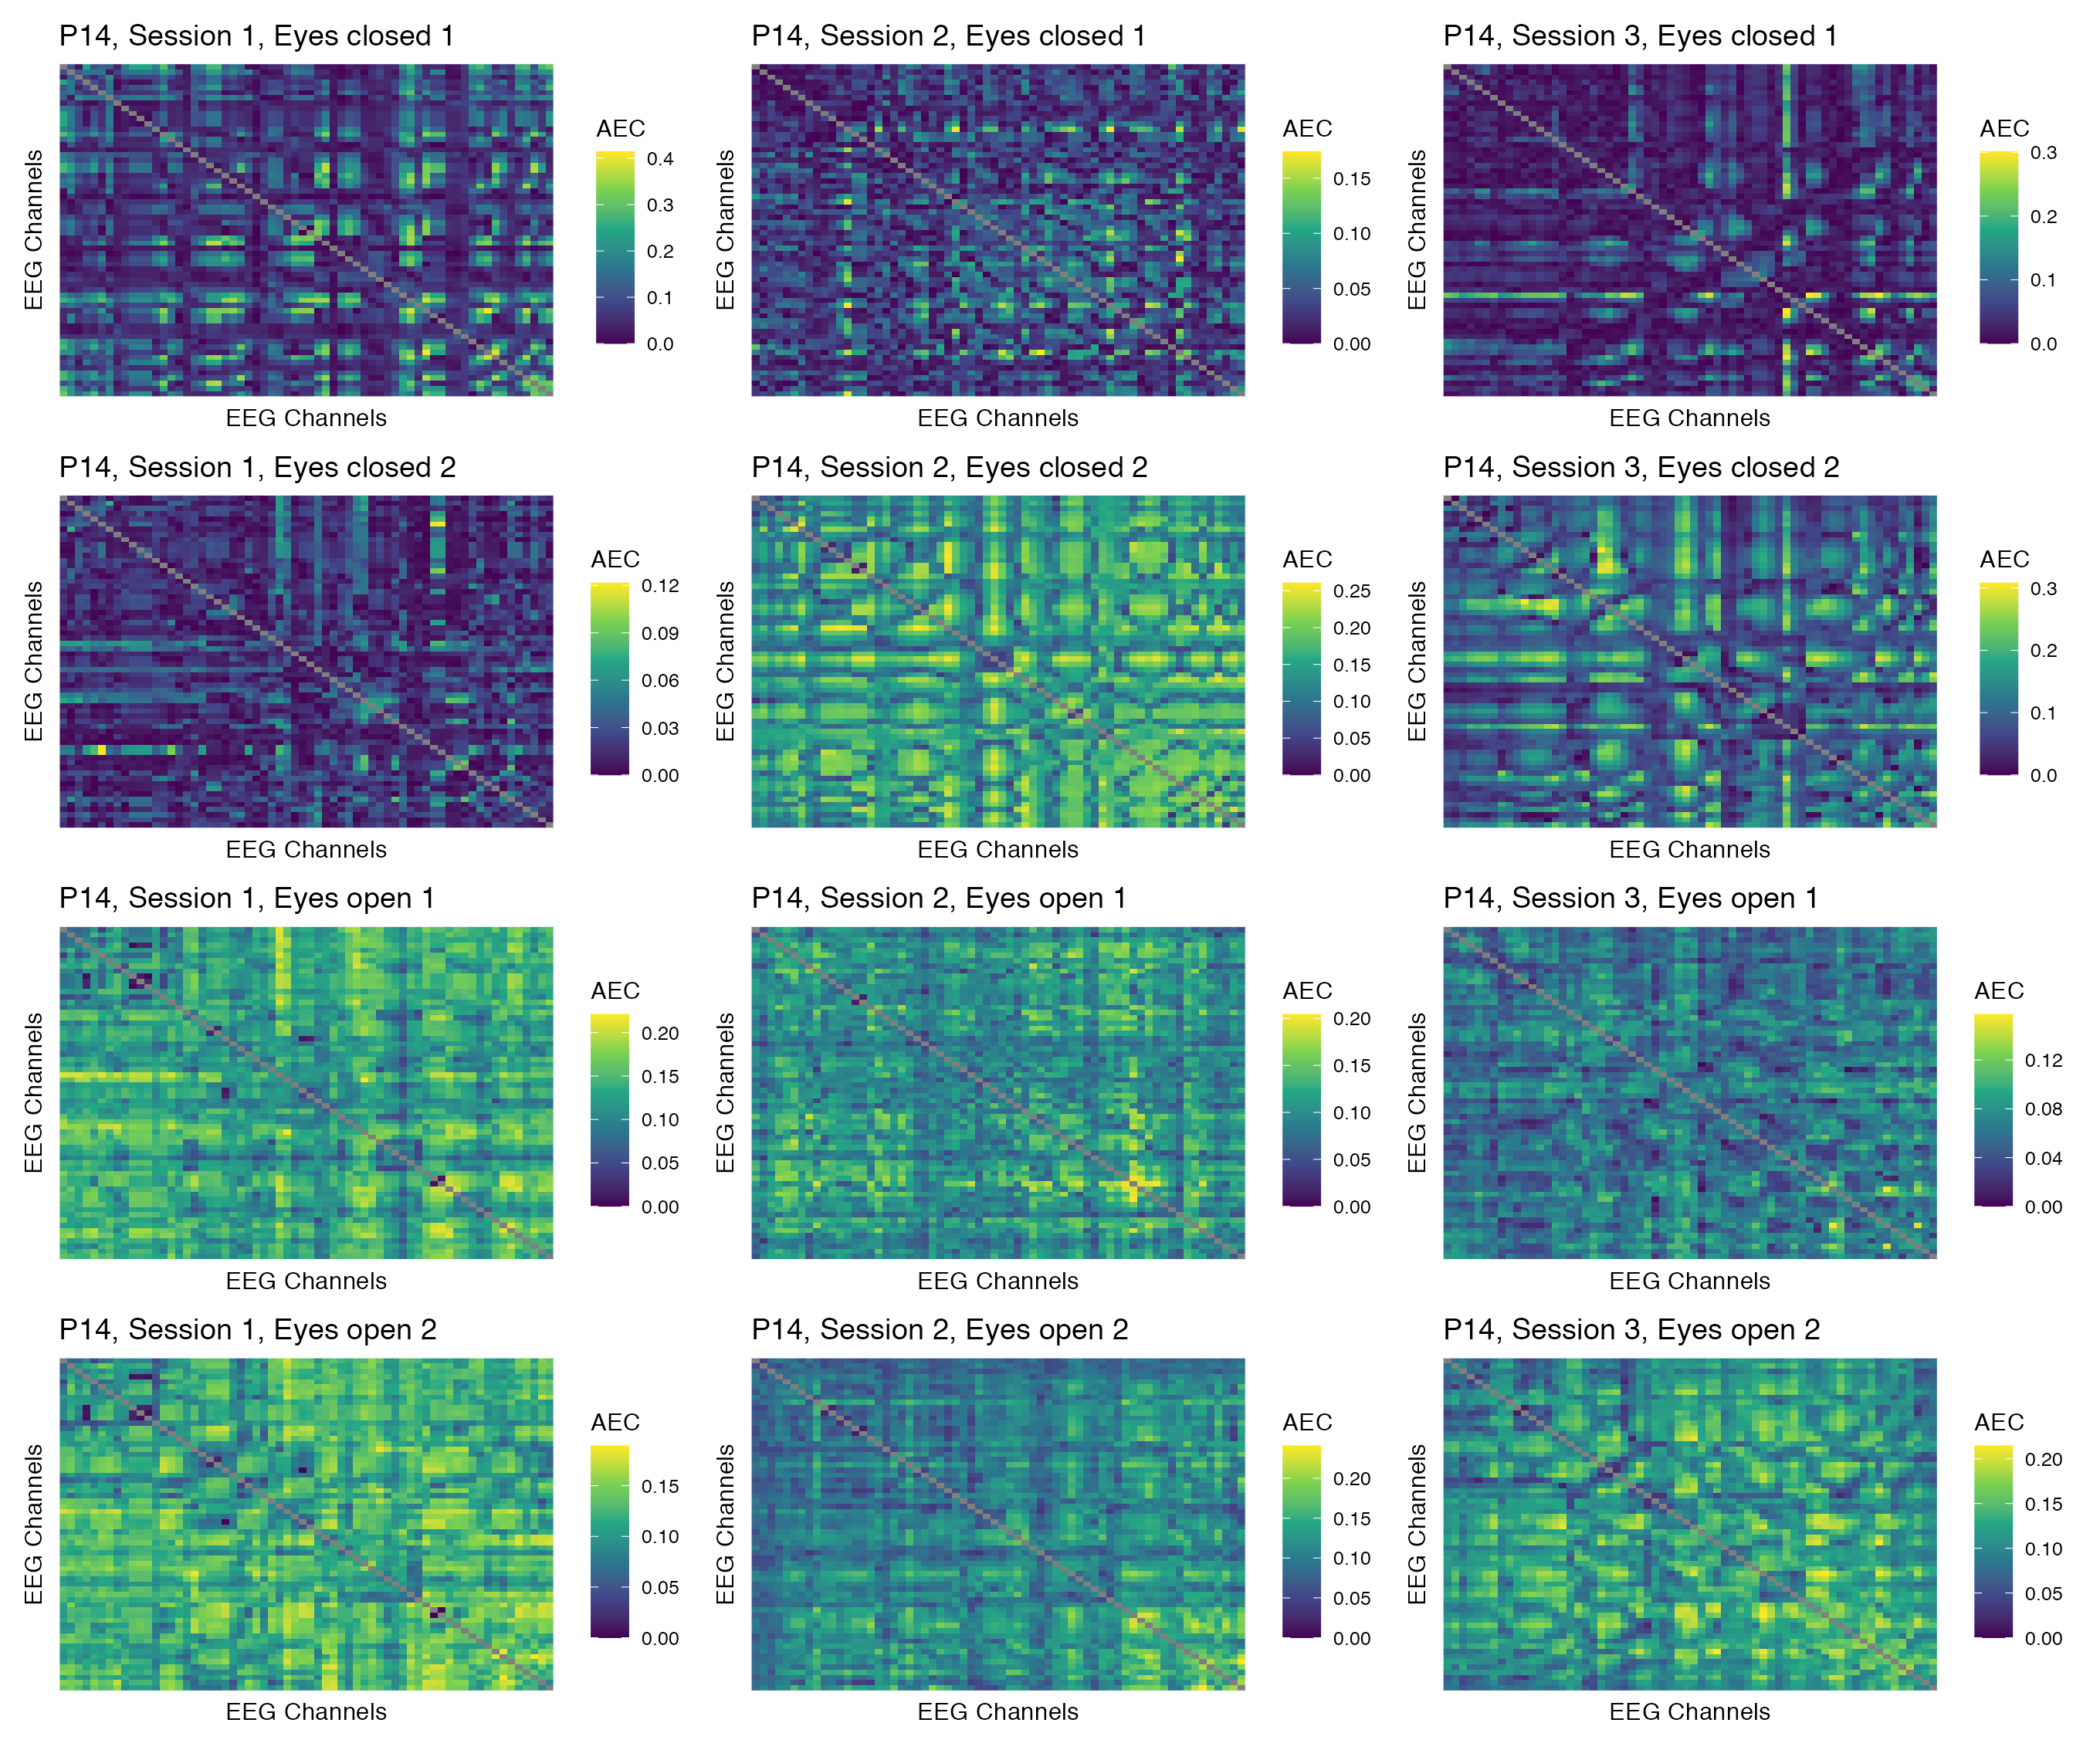 P14, Session 1, Eyes closed 1
EEG Channels
EEG Channels
AEC
0.4
0.3
0.2
0.1
0.0
P14, Session 2, Eyes closed 1
EEG Channels
EEG Channels
AEC
0.15
0.10
0.05
0.00
P14, Session 3, Eyes closed 1
EEG Channels
EEG Channels
AEC
0.3
0.2
0.1
0.0
P14, Session 1, Eyes closed 2
EEG Channels
EEG Channels
AEC
0.12
0.09
0.06
0.03
0.00
P14, Session 2, Eyes closed 2
EEG Channels
EEG Channels
AEC
0.25
0.20
0.15
0.10
0.05
0.00
P14, Session 3, Eyes closed 2
EEG Channels
EEG Channels
AEC
0.3
0.2
0.1
0.0
P14, Session 1, Eyes open 1
EEG Channels
EEG Channels
AEC
0.20
0.15
0.10
0.05
0.00
P14, Session 2, Eyes open 1
EEG Channels
EEG Channels
AEC
0.20
0.15
0.10
0.05
0.00
P14, Session 3, Eyes open 1
EEG Channels
EEG Channels
AEC
0.12
0.08
0.04
0.00
P14, Session 1, Eyes open 2
EEG Channels
EEG Channels
AEC
0.15
0.10
0.05
0.00
P14, Session 2, Eyes open 2
EEG Channels
EEG Channels
AEC
0.20
0.15
0.10
0.05
0.00
P14, Session 3, Eyes open 2
EEG Channels
EEG Channels
AEC
0.20
0.15
0.10
0.05
0.00